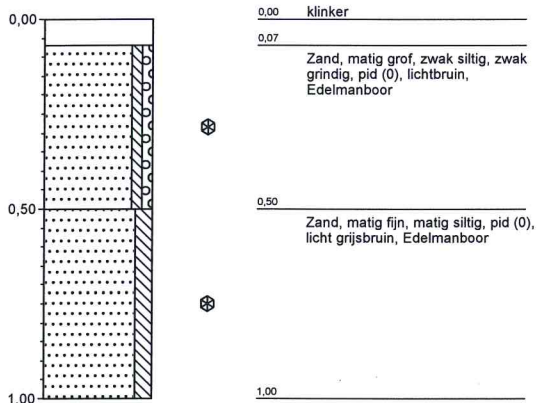 0,00
0,00 klinker
0,07
Zand, matig grof, zwak siltig, zwak
grindig, pid (0), lichtbruin,
Edelmanboor
0,50
0,50
Zand, matig fijn, matig siltig, pid (0),
licht grijsbruin, Edelmanboor
1,00
1,00